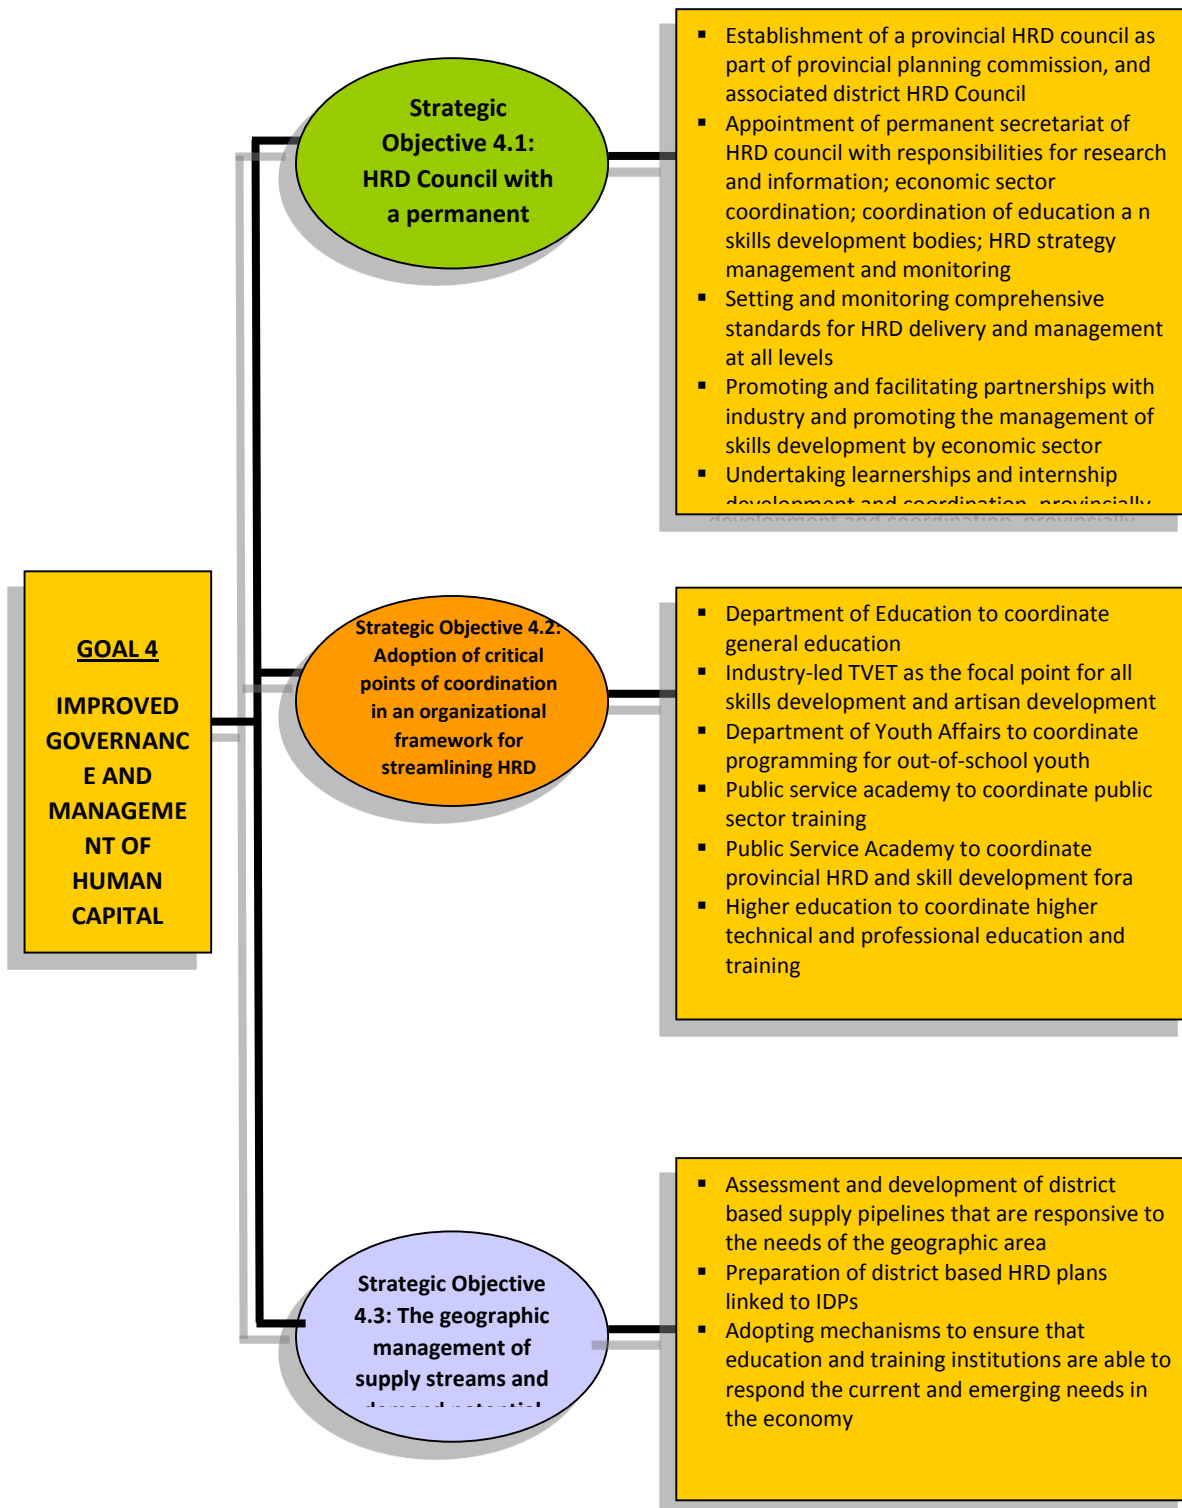 GOAL 4
IMPROVED
GOVERNANC
E AND
MANAGEME
NT OF
HUMAN
CAPITAL
Strategic
Objective 4.1:
HRD Council with
a permanent
▪ Establishment of a provincial HRD council as
part of provincial planning commission, and
associated district HRD Council
▪ Appointment of permanent secretariat of
HRD council with responsibilities for research
and information; economic sector
coordination; coordination of education a n
skills development bodies; HRD strategy
management and monitoring
▪ Setting and monitoring comprehensive
standards for HRD delivery and management
at all levels
▪ Promoting and facilitating partnerships with
industry and promoting the management of
skills development by economic sector
▪ Undertaking learnerships and internship
development and coordination, provincially
Strategic Objective 4.2:
Adoption of critical
points of coordination
in an organizational
framework for
streamlining HRD
▪ Department of Education to coordinate
general education
▪ Industry-led TVET as the focal point for all
skills development and artisan development
▪ Department of Youth Affairs to coordinate
programming for out-of-school youth
▪ Public service academy to coordinate public
sector training
▪ Public Service Academy to coordinate
provincial HRD and skill development fora
▪ Higher education to coordinate higher
technical and professional education and
training
Strategic Objective
4.3: The geographic
management of
supply streams and
demand potential
▪ Assessment and development of district
based supply pipelines that are responsive to
the needs of the geographic area
▪ Preparation of district based HRD plans
linked to IDPs
▪ Adopting mechanisms to ensure that
education and training institutions are able to
respond the current and emerging needs in
the economy